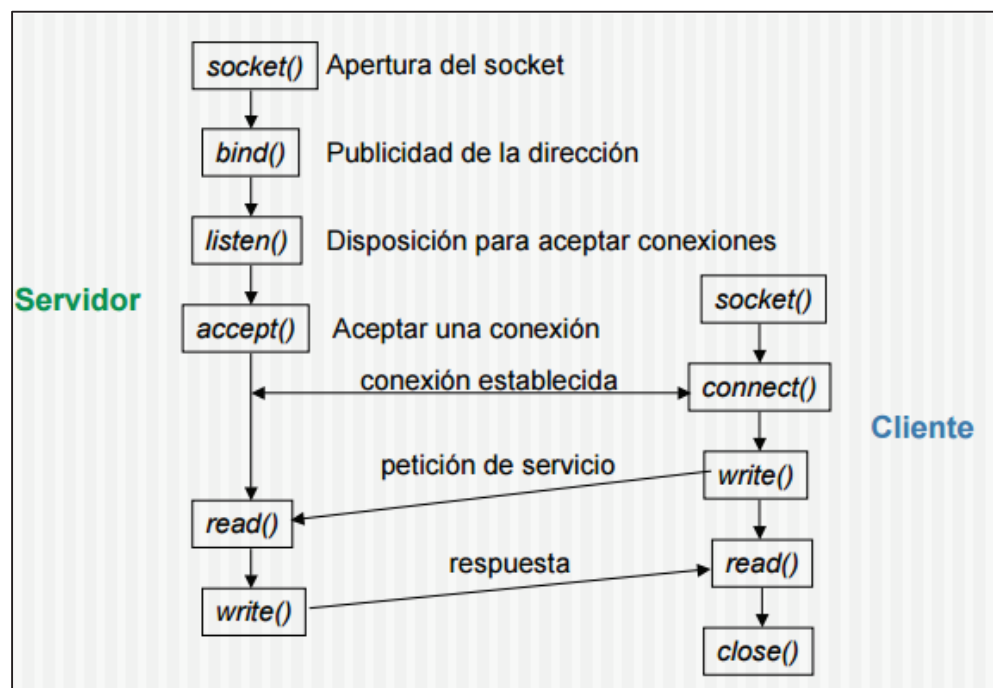 socket() Apertura del socket
bind() Publicidad de la dirección
listen() Disposición para aceptar conexiones
Servidor
socket()
accept() Aceptar una conexión
conexión establecida
connect()
Cliente
petición de servicio
write()
read()
respuesta
read()
write()
close()